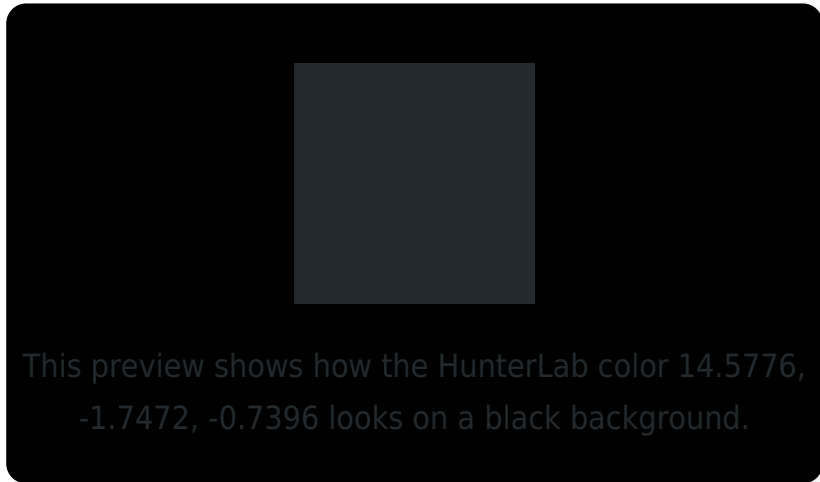 This preview shows how the HunterLab color 14.5776,
-1.7472, -0.7396 looks on a black background.